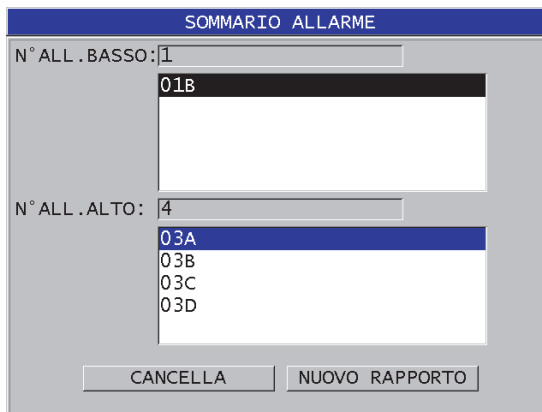 SOMMARIO ALLARME
N°ALL.BASSO: 1
01B
N°ALL.ALTO: 4
03A
03B
03C
03D
CANCELLA NUOVO RAPPORTO